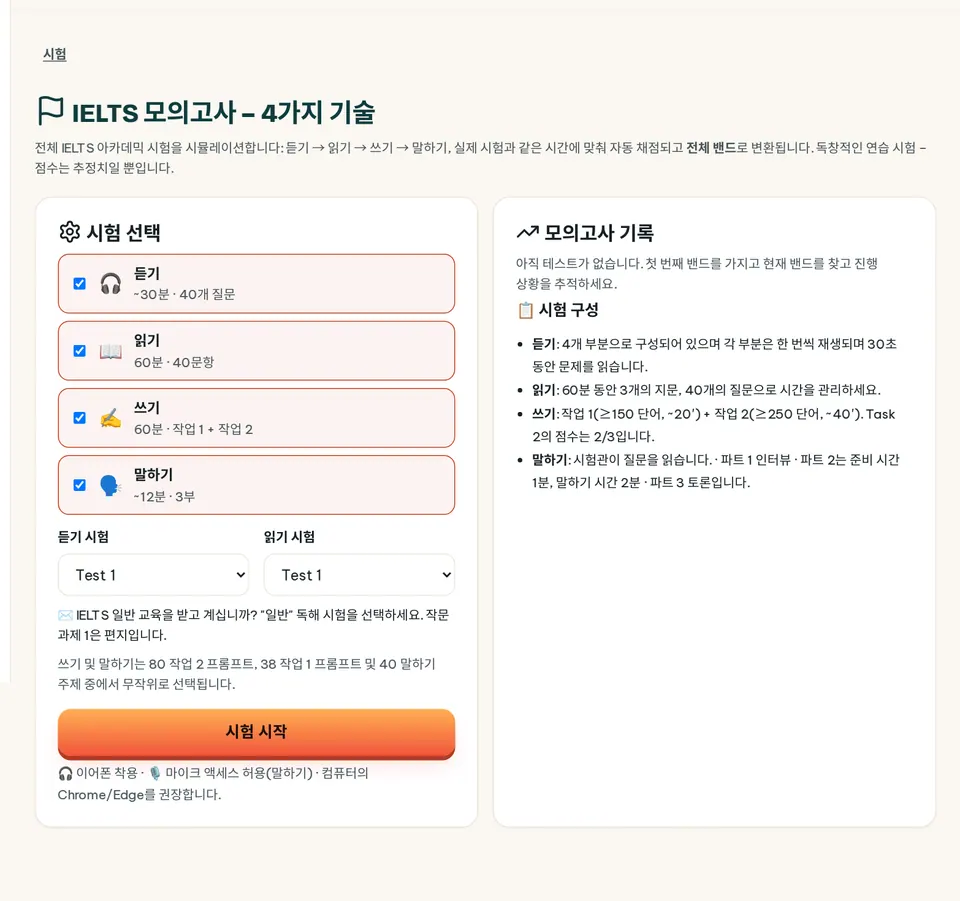 시험
IELTS 모의고사 – 4가지 기술
전체 IELTS 아카데믹 시험을 시뮬레이션합니다: 듣기 → 읽기 → 쓰기 → 말하기, 실제 시험과 같은 시간에 맞춰 자동 채점되고 전체 밴드로 변환됩니다. 독창적인 연습 시험 –
점수는 추정치일 뿐입니다.
시험 선택
듣기
~30분 · 40개 질문
읽기
60분 · 40문항
쓰기
60분 · 작업 1 + 작업 2
말하기
~12분 · 3부
듣기 시험
읽기 시험
Test 1
Test 1
✉️ IELTS 일반 교육을 받고 계십니까? "일반" 독해 시험을 선택하세요. 작문
과제 1은 편지입니다.
쓰기 및 말하기는 80 작업 2 프롬프트, 38 작업 1 프롬프트 및 40 말하기
주제 중에서 무작위로 선택됩니다.
시험 시작
🎧 이어폰 착용 · 🎙️ 마이크 액세스 허용(말하기) · 컴퓨터의
Chrome/Edge를 권장합니다.
모의고사 기록
아직 테스트가 없습니다. 첫 번째 밴드를 가지고 현재 밴드를 찾고 진행
상황을 추적하세요.
📋 시험 구성
• 듣기: 4개 부분으로 구성되어 있으며 각 부분은 한 번씩 재생되며 30초
동안 문제를 읽습니다.
• 읽기: 60분 동안 3개의 지문, 40개의 질문으로 시간을 관리하세요.
• 쓰기: 작업 1(≥150 단어, ~20′) + 작업 2(≥250 단어, ~40′). Task
2의 점수는 2/3입니다.
• 말하기: 시험관이 질문을 읽습니다. · 파트 1 인터뷰 · 파트 2는 준비 시간
1분, 말하기 시간 2분 · 파트 3 토론입니다.